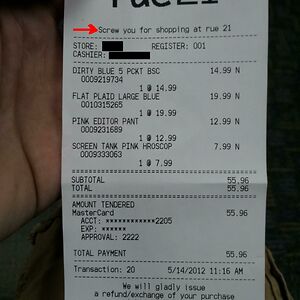 rue21
Screw you for shopping at rue 21
STORE: REGISTER: 001
CASHIER:
DIRTY BLUE 5 PCKT BSC 14.99 N
0009219734
1 @ 14.99
FLAT PLAID LARGE BLUE 19.99 N
0010315265
1 @ 19.99
PINK EDITOR PANT 12.99 N
0009231689
1 @ 12.99
SCREEN TANK PINK HROSCOP 7.99 N
0009333063
1 @ 7.99
SUBTOTAL 55.96
TOTAL 55.96
AMOUNT TENDERED
MasterCard 55.96
ACCT: ************2205
EXP: ******
APPROVAL: 2222
TOTAL PAYMENT 55.96
Transaction: 20 5/14/2012 11:16 AM
We will gladly issue
a refund/exchange of your purchase